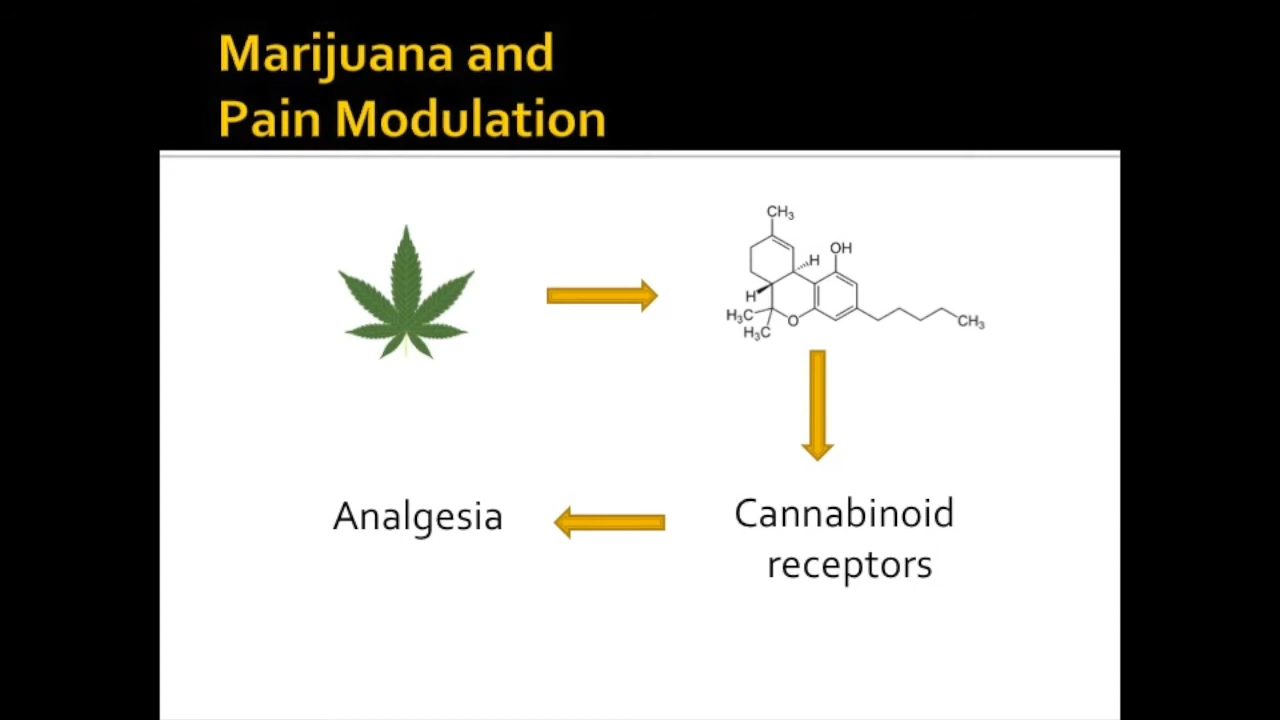 Marijuana and
Pain Modulation
CH₃
OH
H
H
H₃C
O
H₃C
CH₃
Analgesia
Cannabinoid
receptors